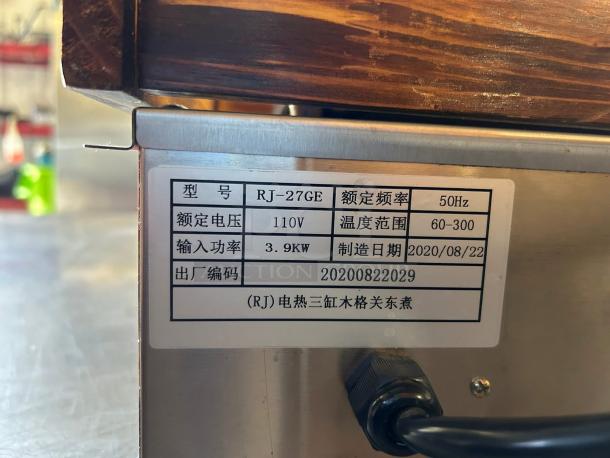 型 号 RJ-27GE 额定频率 50Hz
额定电压 110V 温度范围 60-300
输入功率 3.9KW 制造日期 2020/08/22
出厂编码 20200822029
(RJ)电热三缸木格关东煮